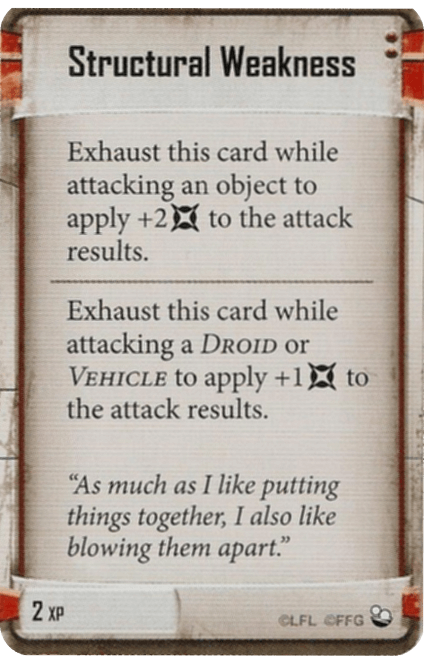 Structural Weakness
Exhaust this card while
attacking an object to
apply +2 to the attack
results.
Exhaust this card while
attacking a DROID or
VEHICLE to apply +1 to
the attack results.
“As much as I like putting
things together, I also like
blowing them apart.”
2 XP
©LFL ©FFG